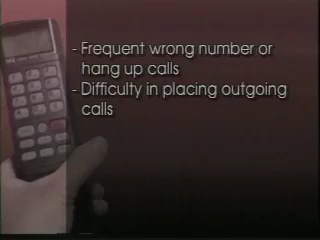 - Frequent wrong number or
hang up calls
- Difficulty in placing outgoing
calls